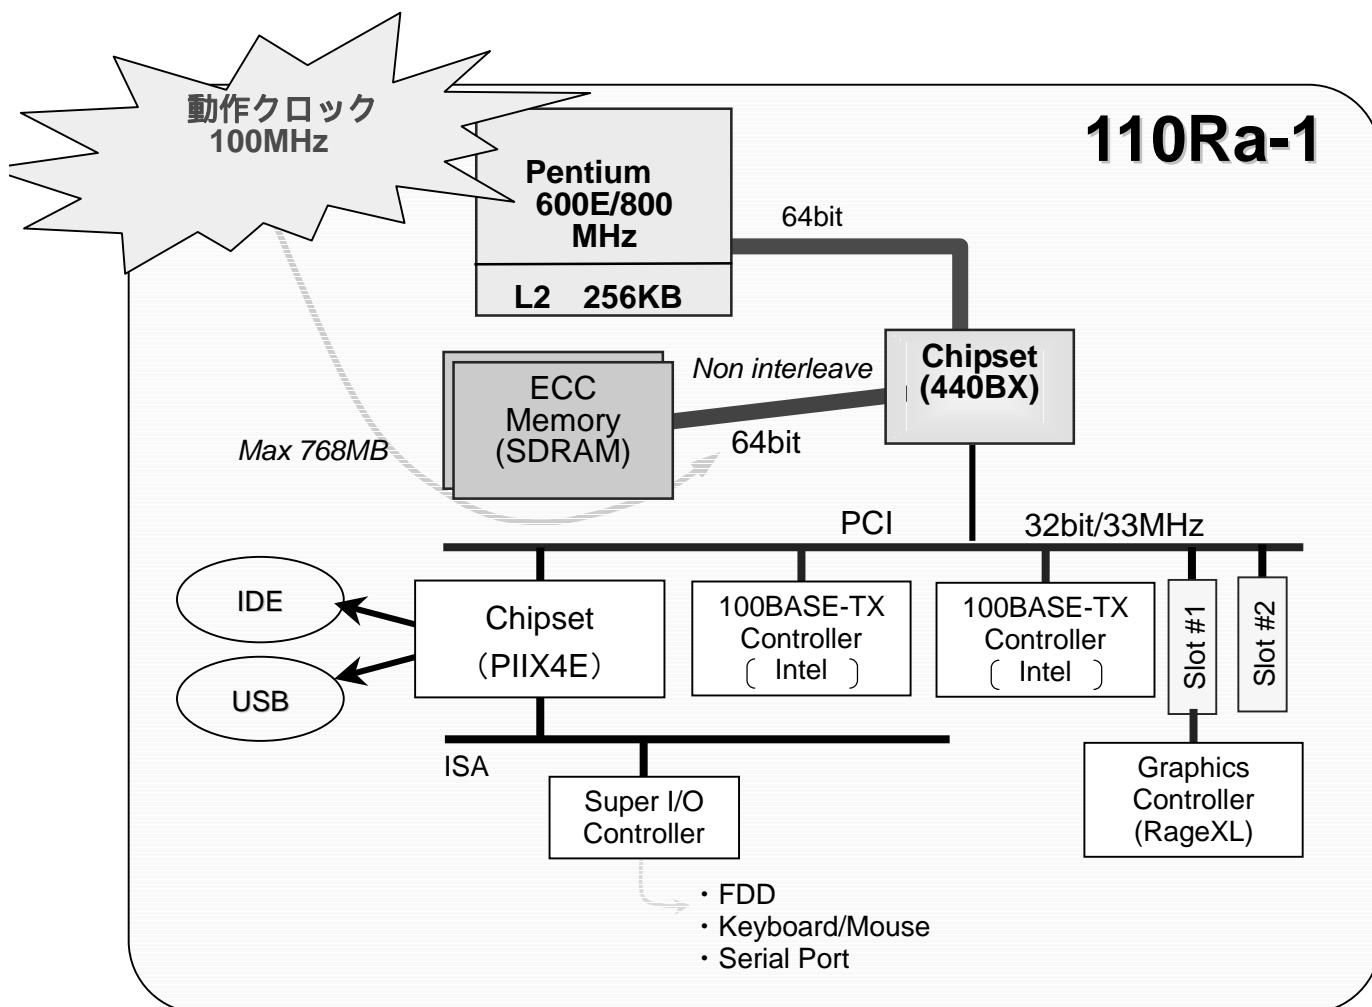 動作クロック
100MHz
110Ra-1
Pentium
600E/800
MHz
L2 256KB
64bit
Chipset
(440BX)
Non interleave
ECC
Memory
(SDRAM)
64bit
Max 768MB
PCI
32bit/33MHz
IDE
USB
Chipset
(PIIX4E)
100BASE-TX
Controller
( Intel )
100BASE-TX
Controller
( Intel )
Slot #1
Slot #2
ISA
Super I/O
Controller
Graphics
Controller
(RageXL)
・FDD
・Keyboard/Mouse
・Serial Port